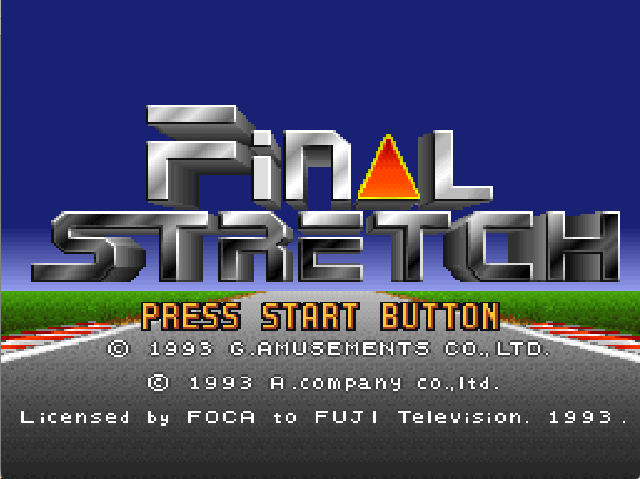 FiNAL
STRETCH
PRESS START BUTTON
© 1993 G.AMUSEMENTS CO.,LTD.
© 1993 A.company co.,ltd.
Licensed by FOCA to FUJI Television. 1993.